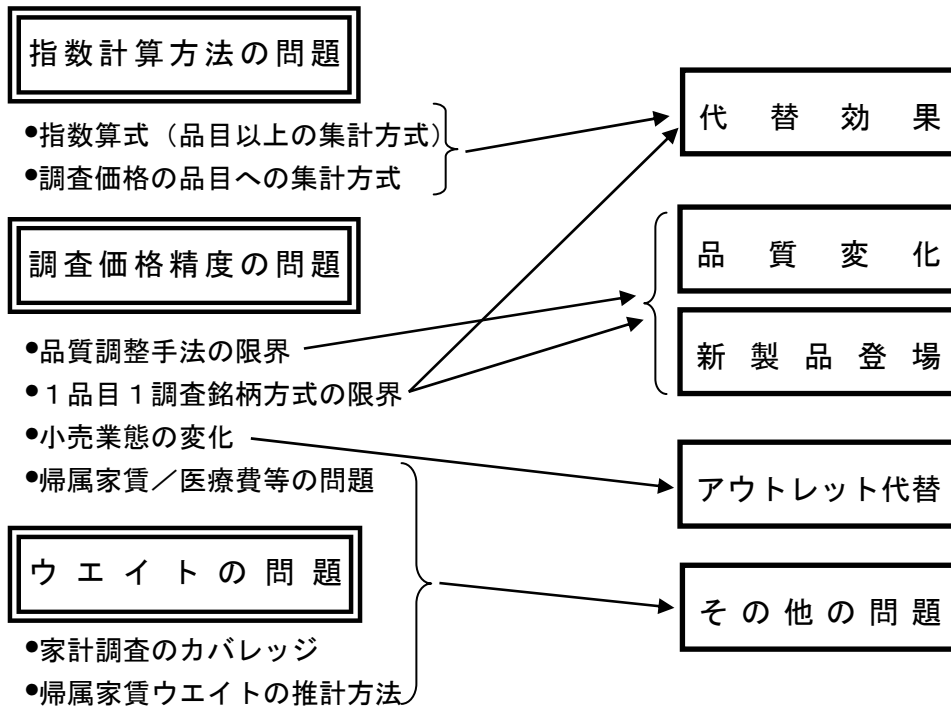 指数計算方法の問題
●指数算式（品目以上の集計方式）
●調査価格の品目への集計方式
調査価格精度の問題
●品質調整手法の限界
●１品目１調査銘柄方式の限界
●小売業態の変化
●帰属家賃／医療費等の問題
ウエイトの問題
●家計調査のカバレッジ
●帰属家賃ウエイトの推計方法
代替効果
品質変化
新製品登場
アウトレット代替
その他の問題